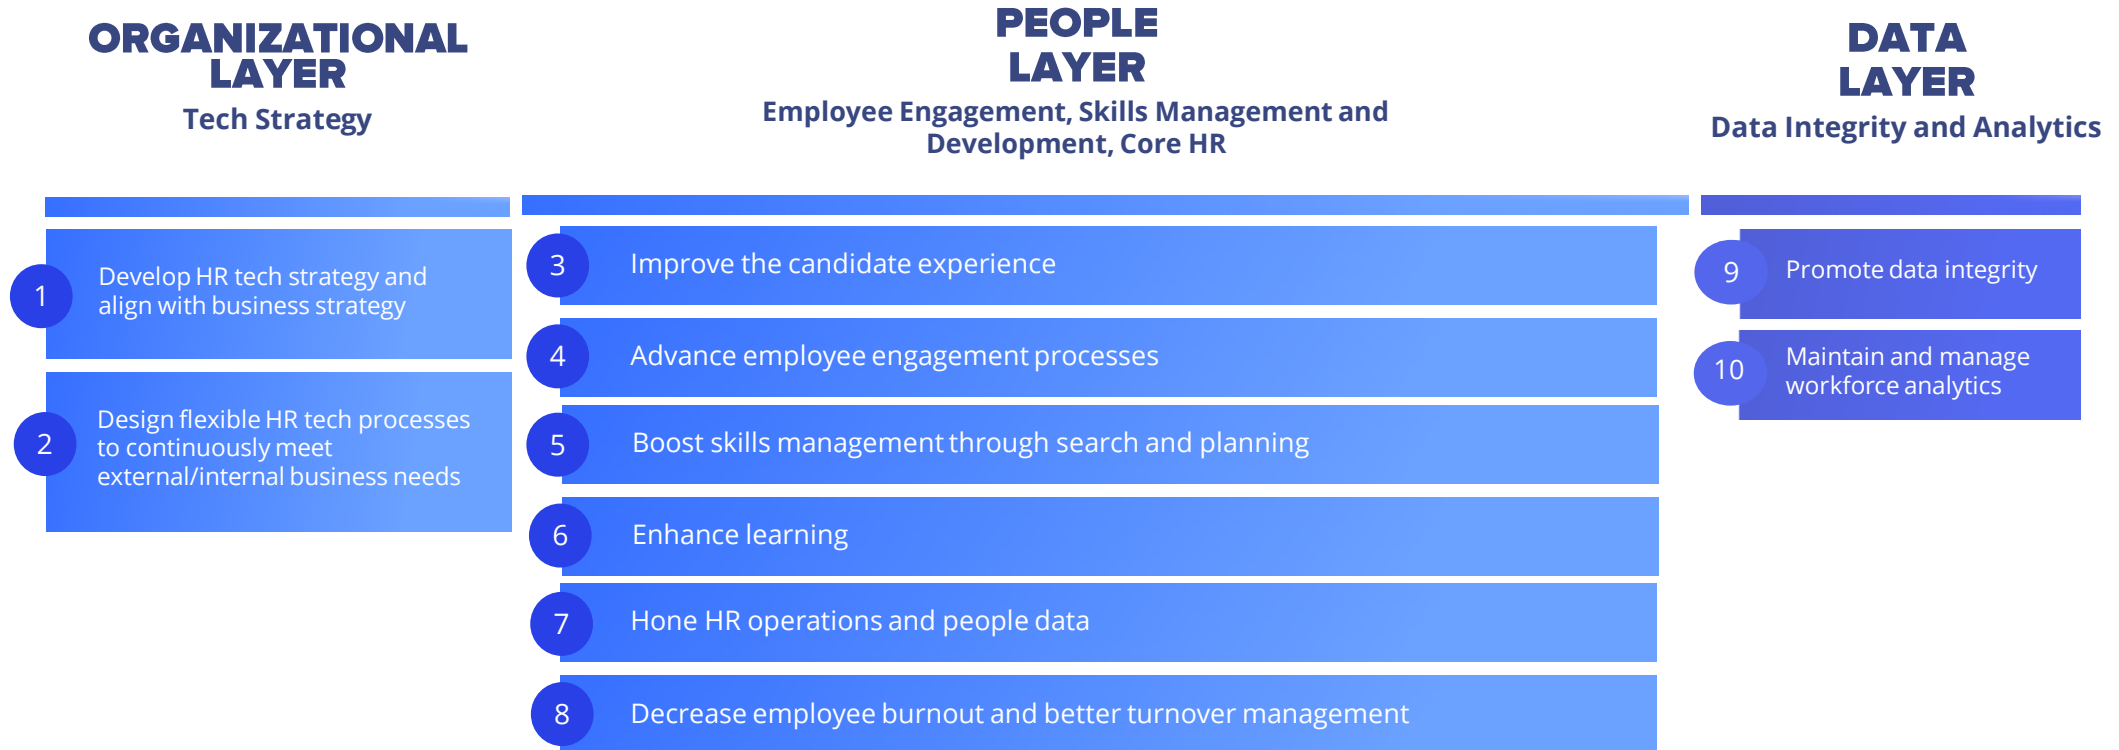 ORGANIZATIONAL
LAYER
Tech Strategy
1
Develop HR tech strategy and
align with business strategy
2
Design flexible HR tech processes
to continuously meet
external/internal business needs
PEOPLE
LAYER
Employee Engagement, Skills Management and
Development, Core HR
3
Improve the candidate experience
4
Advance employee engagement processes
5
Boost skills management through search and planning
6
Enhance learning
7
Hone HR operations and people data
8
Decrease employee burnout and better turnover management
DATA
LAYER
Data Integrity and Analytics
9
Promote data integrity
10
Maintain and manage
workforce analytics